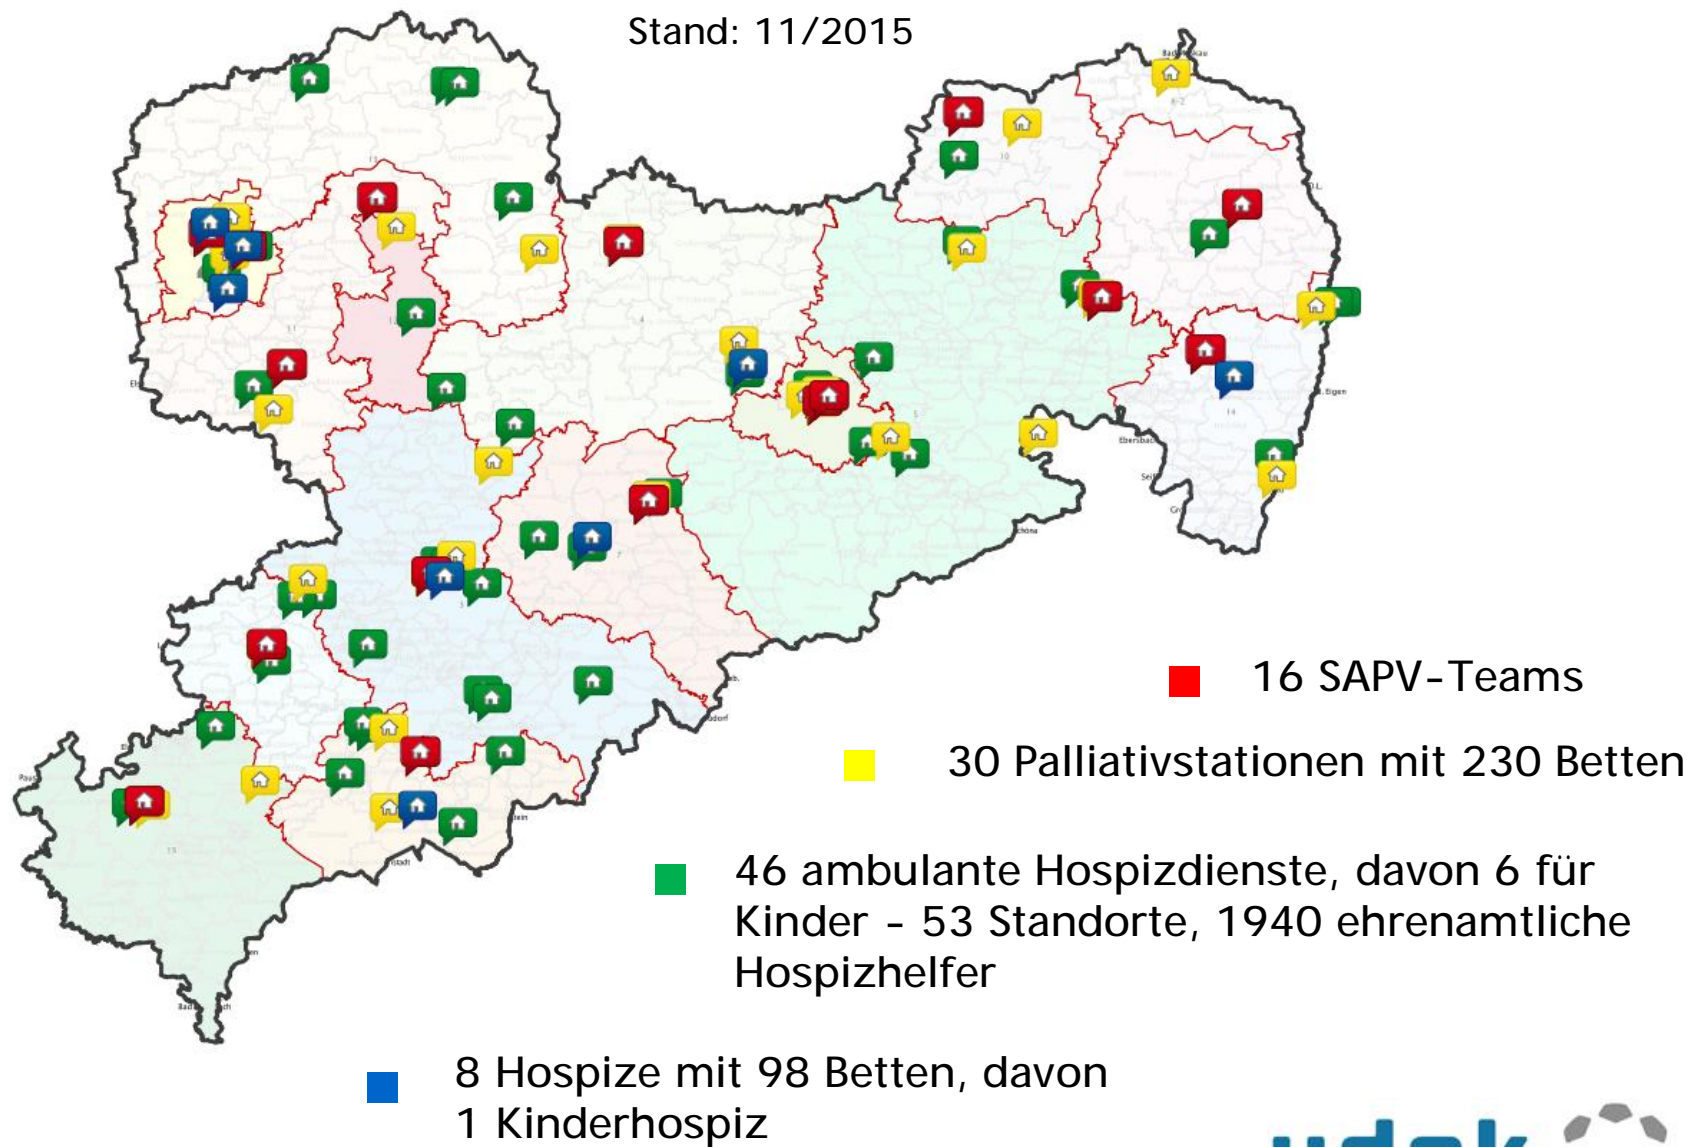 Stand: 11/2015
16 SAPV-Teams
30 Palliativstationen mit 230 Betten
46 ambulante Hospizdienste, davon 6 für
Kinder - 53 Standorte, 1940 ehrenamtliche
Hospizhelfer
8 Hospize mit 98 Betten, davon
1 Kinderhospiz
vdek